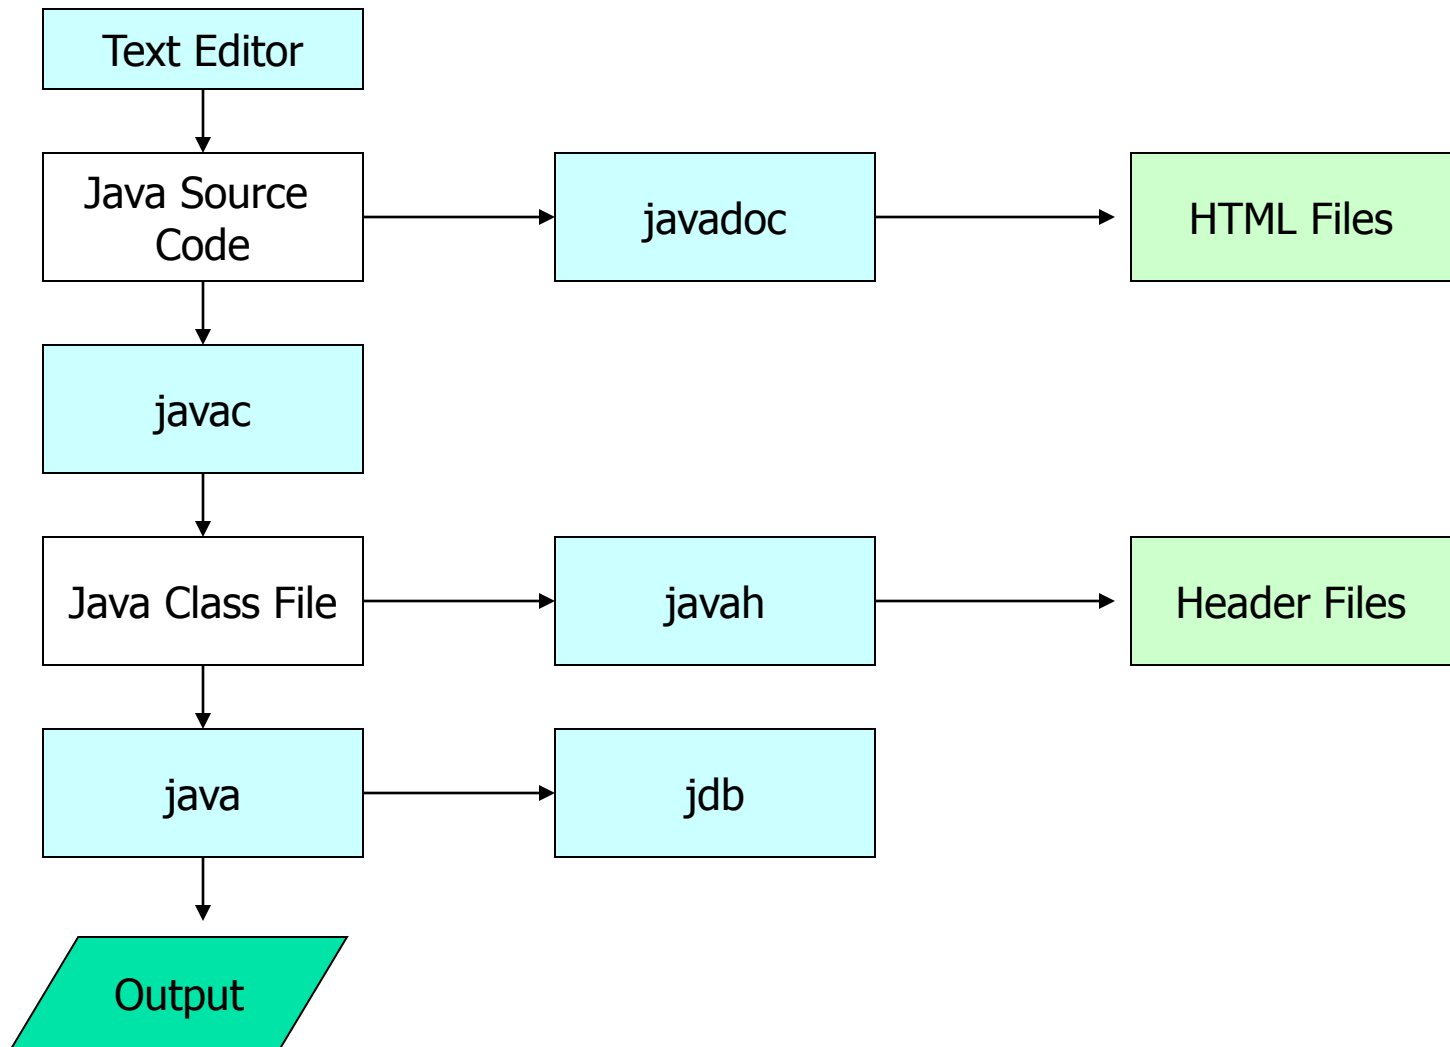 Text Editor
Java Source
Code
javadoc
HTML Files
javac
Java Class File
javah
Header Files
java
jdb
Output